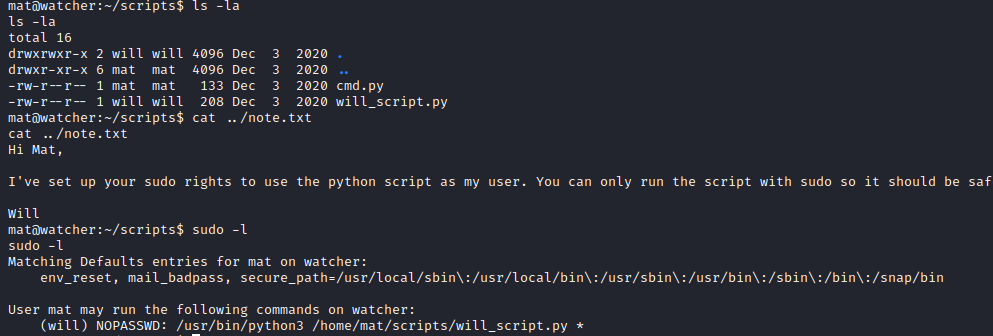 mat@watcher:~/scripts$ ls -la
ls -la
total 16
drwxrwxr-x 2 will will 4096 Dec  3  2020 .
drwxr-xr-x 6 mat  mat  4096 Dec  3  2020 ..
-rw-r--r-- 1 mat  mat   133 Dec  3  2020 cmd.py
-rw-r--r-- 1 will will  208 Dec  3  2020 will_script.py
mat@watcher:~/scripts$ cat ../note.txt
cat ../note.txt
Hi Mat,
I've set up your sudo rights to use the python script as my user. You can only run the script with sudo so it should be saf
Will
mat@watcher:~/scripts$ sudo -l
sudo -l
Matching Defaults entries for mat on watcher:
    env_reset, mail_badpass, secure_path=/usr/local/sbin\:/usr/local/bin\:/usr/sbin\:/usr/bin\:/sbin\:/bin\:/snap/bin
User mat may run the following commands on watcher:
    (will) NOPASSWD: /usr/bin/python3 /home/mat/scripts/will_script.py *